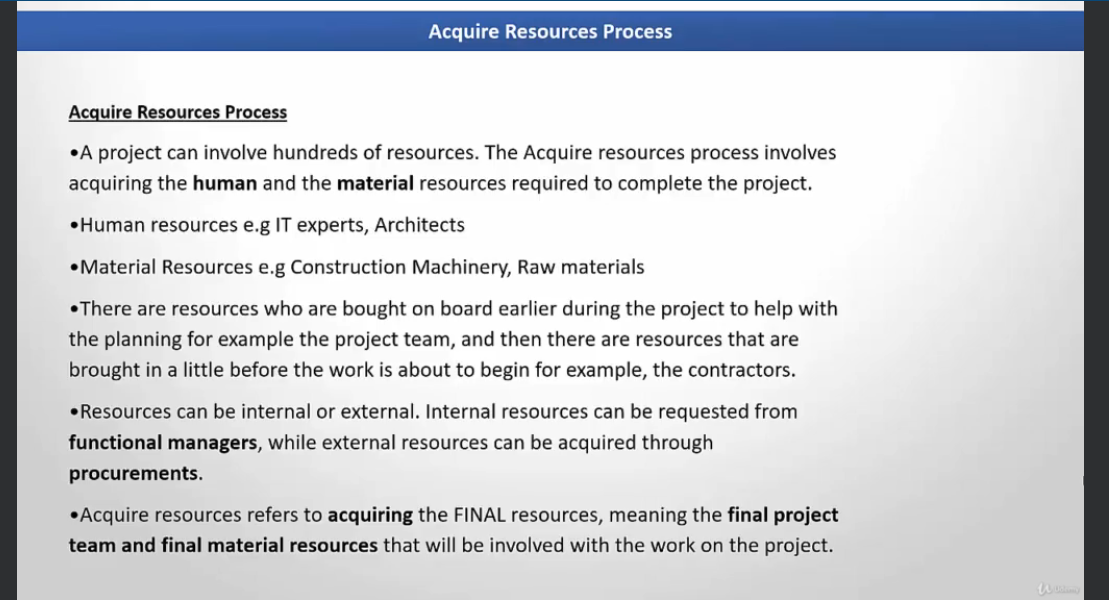 Acquire Resources Process
Acquire Resources Process
•A project can involve hundreds of resources. The Acquire resources process involves
acquiring the human and the material resources required to complete the project.
•Human resources e.g IT experts, Architects
•Material Resources e.g Construction Machinery, Raw materials
•There are resources who are bought on board earlier during the project to help with
the planning for example the project team, and then there are resources that are
brought in a little before the work is about to begin for example, the contractors.
•Resources can be internal or external. Internal resources can be requested from
functional managers, while external resources can be acquired through
procurements.
•Acquire resources refers to acquiring the FINAL resources, meaning the final project
team and final material resources that will be involved with the work on the project.
Udemy